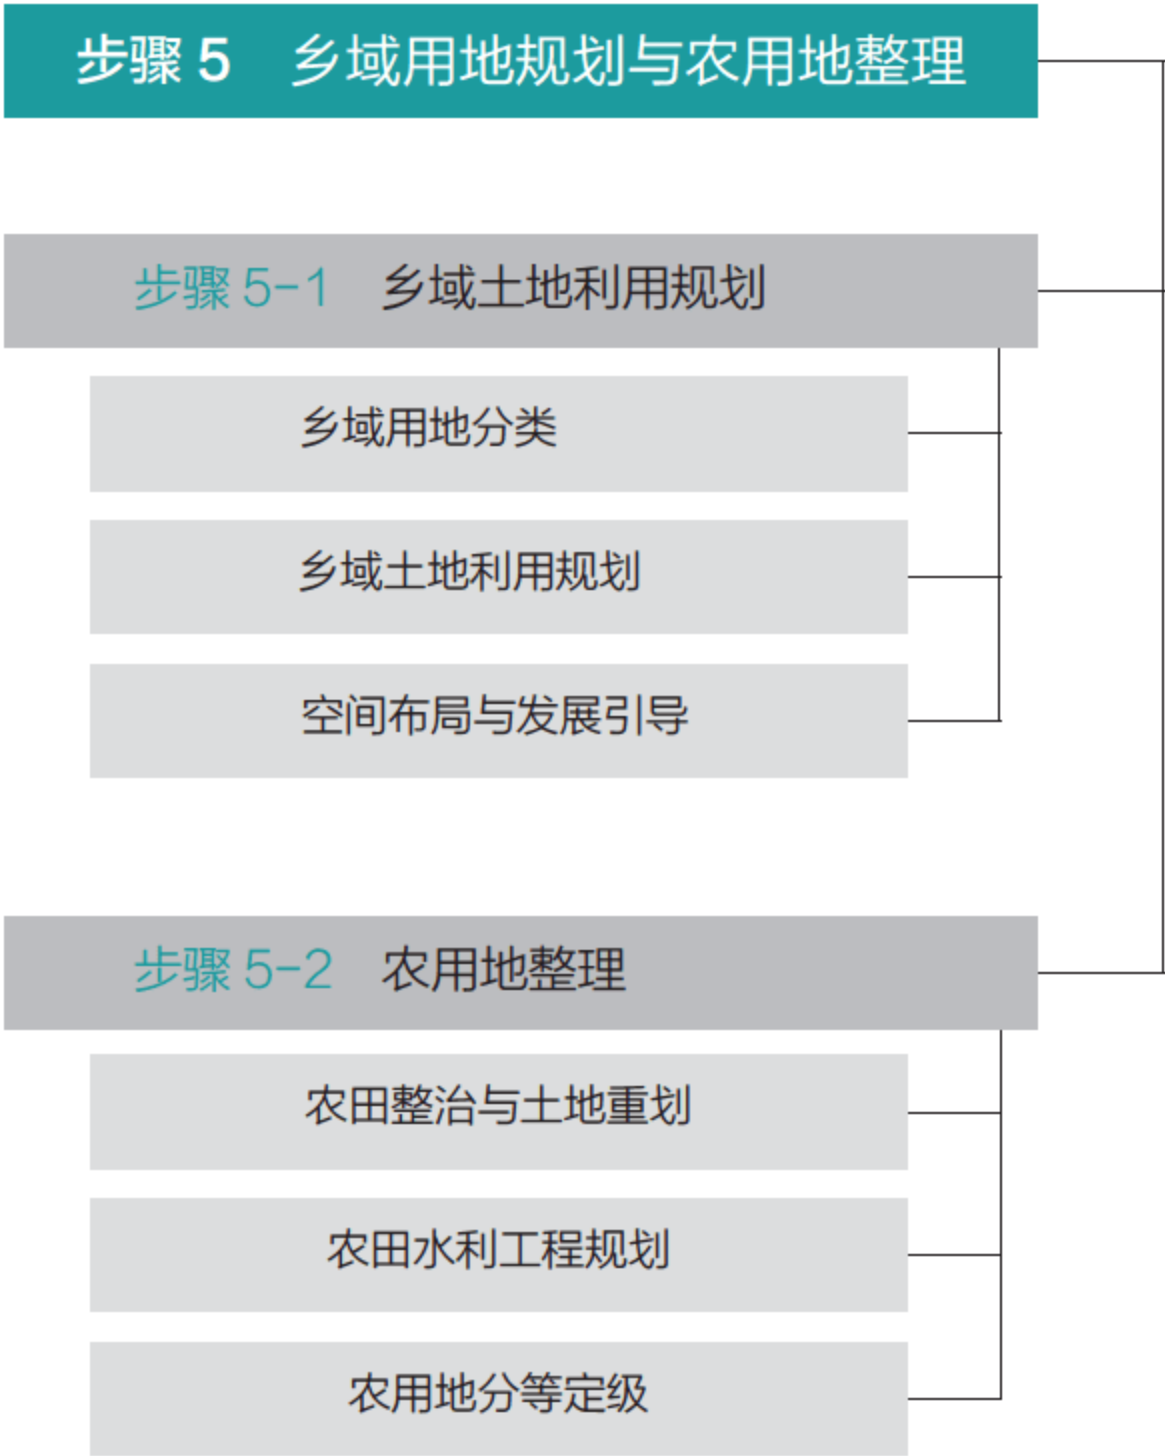 步骤 5 乡域用地规划与农用地整理
步骤 5-1 乡域土地利用规划
乡域用地分类
乡域土地利用规划
空间布局与发展引导
步骤 5-2 农用地整理
农田整治与土地重划
农田水利工程规划
农用地分等定级